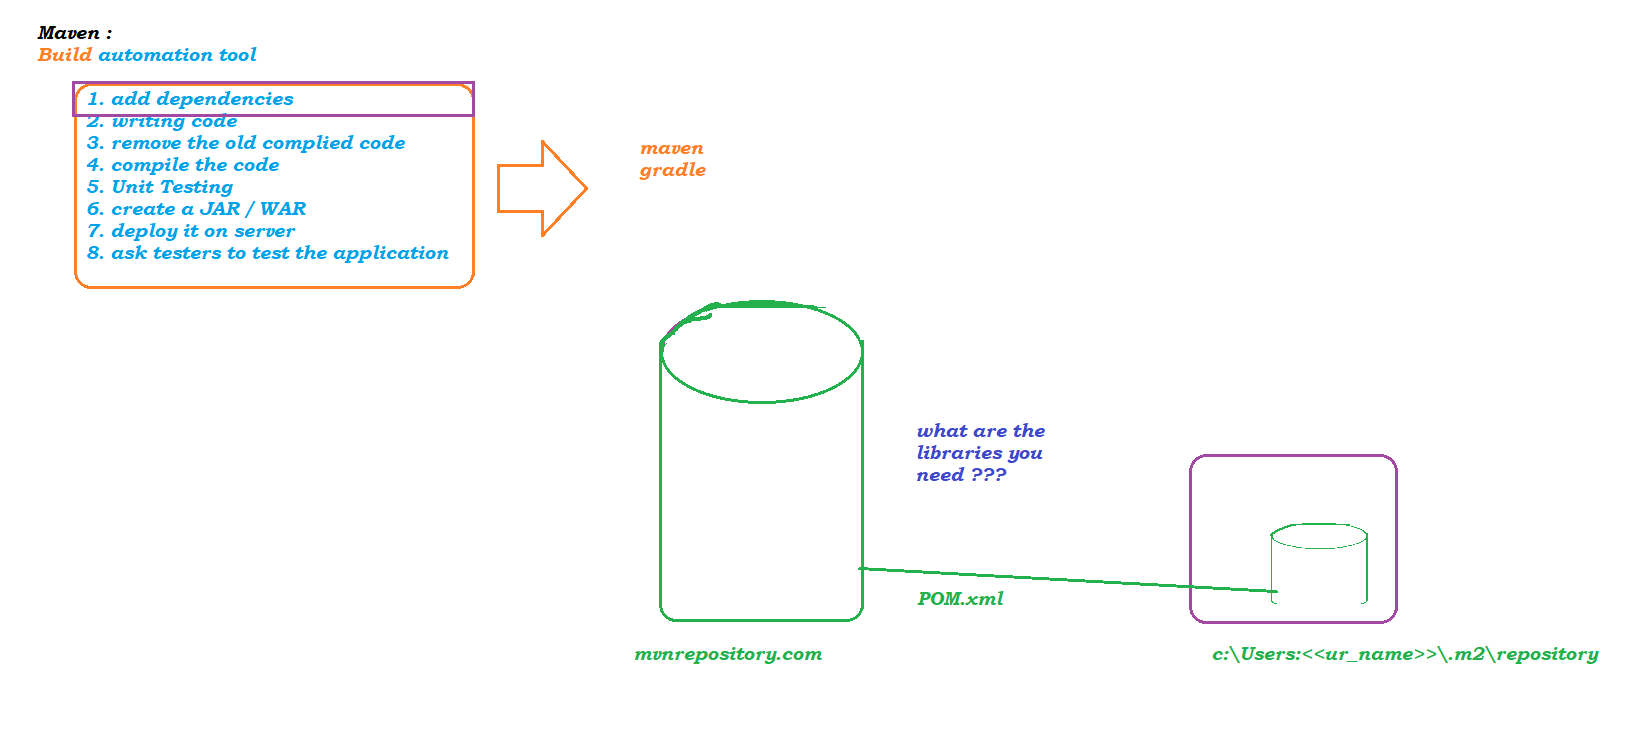 Maven :
Build automation tool
1. add dependencies
2. writing code
3. remove the old complied code
4. compile the code
5. Unit Testing
6. create a JAR / WAR
7. deploy it on server
8. ask testers to test the application
maven
gradle
what are the
libraries you
need ???
POM.xml
mvnrepository.com
c:\Users:<<ur_name>>\.m2\repository